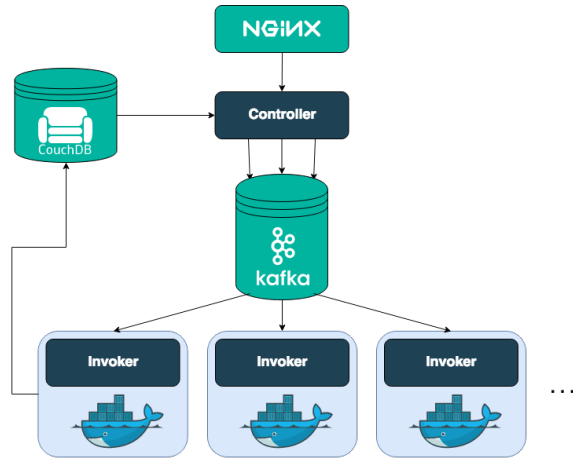 NGINX
Controller
CouchDB
kafka
Invoker
Invoker
Invoker
...